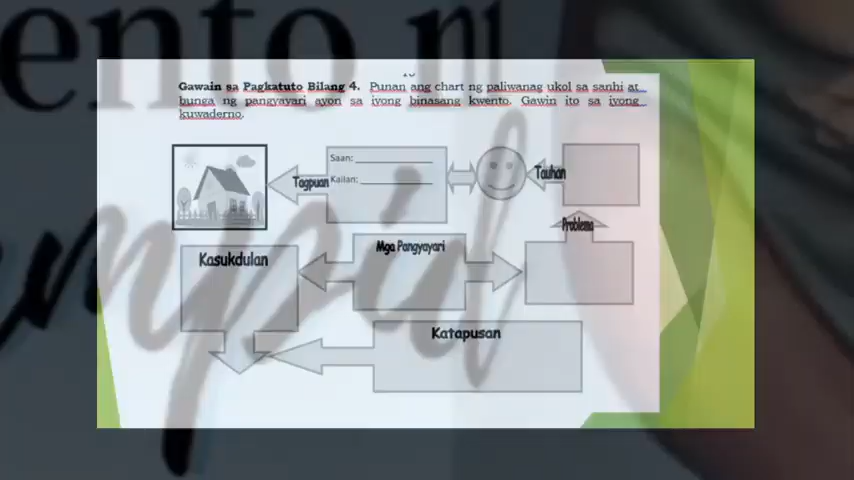 ento n
Gawain sa Pagkatuto Bilang 4. Punan ang chart ng paliwanag ukol sa sanhi at
bunga ng pangyayari ayon sa iyong binasang kwento. Gawin ito sa iyong
kuwaderno.
Saan:
Tagpuan
Kailan:
Tauhan
Problema
Kasukdulan
Mga Pangyayari
Katapusan